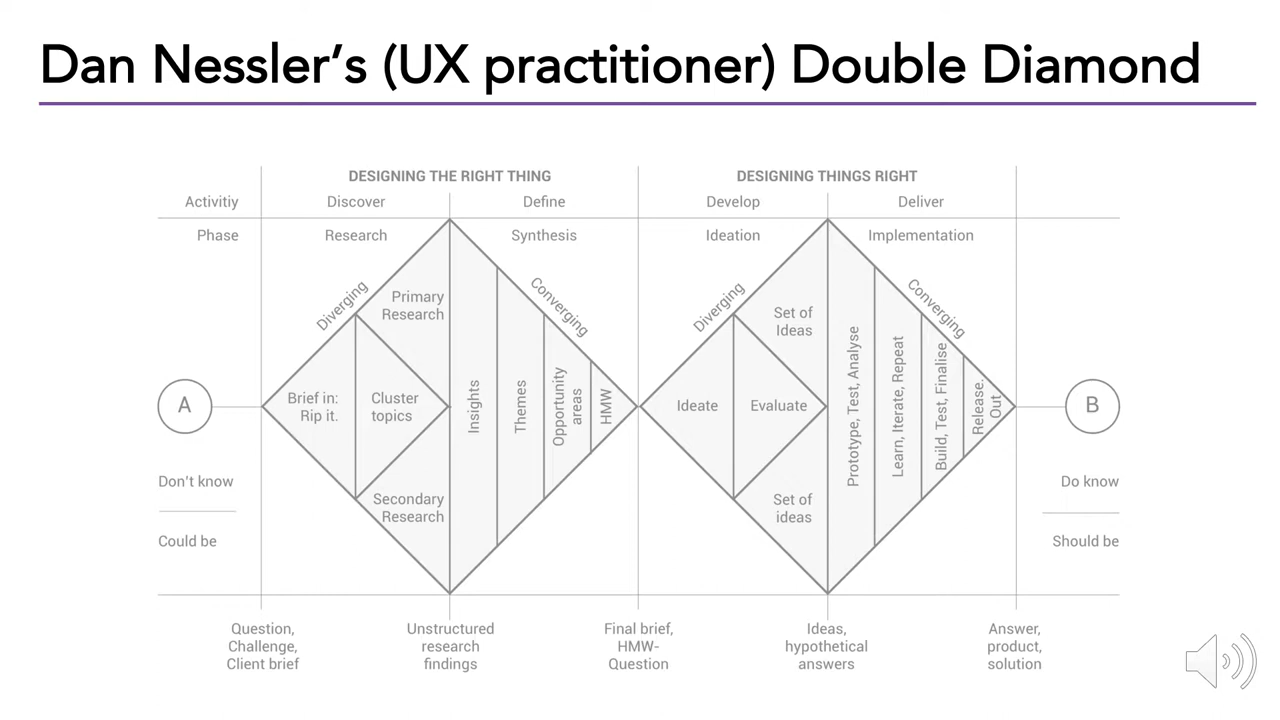 Dan Nessler’s (UX practitioner) Double Diamond
DESIGNING THE RIGHT THING
DESIGNING THINGS RIGHT
Activitiy
Discover
Define
Develop
Deliver
Phase
Research
Synthesis
Ideation
Implementation
Diverging
Converging
Diverging
Converging
Primary
Research
Set of
Ideas
A
Brief in:
Rip it.
Cluster
topics
Insights
Themes
Opportunity
areas
HMW
Ideate
Evaluate
Prototype, Test, Analyse
Learn, Iterate, Repeat
Build, Test, Finalise
Release.
Out.
B
Don't know
Could be
Secondary
Research
Set of
ideas
Do know
Should be
Question,
Challenge,
Client brief
Unstructured
research
findings
Final brief,
HMW-
Question
Ideas,
hypothetical
answers
Answer,
product,
solution